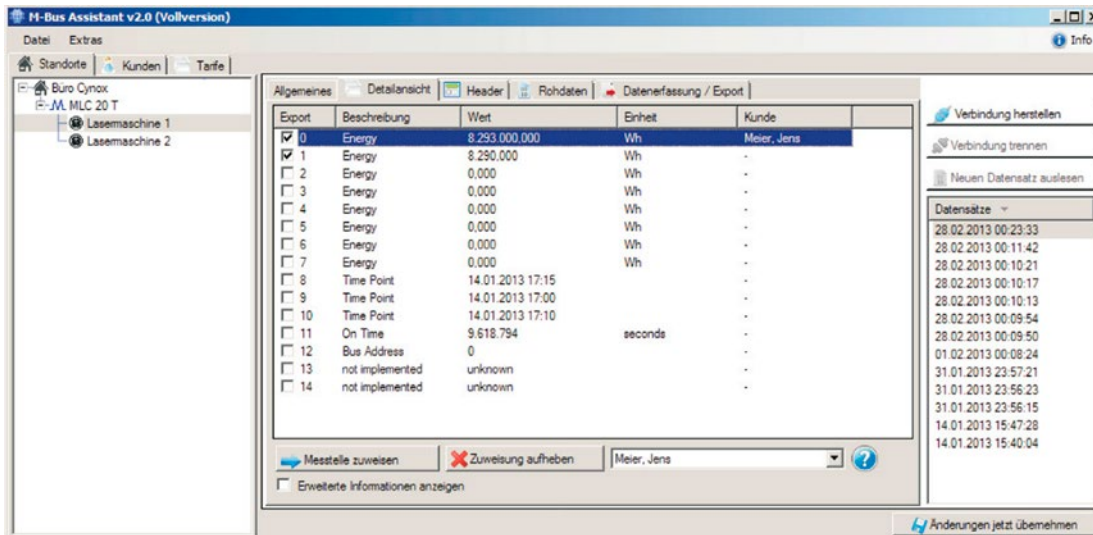 M-Bus Assistant v2.0 (Vollversion)
Datei Extras
Info
Standorte Kunden Tarife
Büro Cynox
MLC 20 T
Lasermaschine 1
Lasermaschine 2
Allgemeines Detailansicht Header Rohdaten Datenerfassung / Export
Export Beschreibung Wert Einheit Kunde
0 Energy 8.293.000,000 Wh Meier, Jens
1 Energy 8.290,000 Wh -
2 Energy 0,000 Wh -
3 Energy 0,000 Wh -
4 Energy 0,000 Wh -
5 Energy 0,000 Wh -
6 Energy 0,000 Wh -
7 Energy 0,000 Wh -
8 Time Point 14.01.2013 17:15 -
9 Time Point 14.01.2013 17:00 -
10 Time Point 14.01.2013 17:10 -
11 On Time 9.618.794 seconds -
12 Bus Address 0 -
13 not implemented unknown -
14 not implemented unknown -
Messtelle zuweisen Zuweisung aufheben Meier, Jens
Erweiterte Informationen anzeigen
Verbindung herstellen
Verbindung trennen
Neuen Datensatz auslesen
Datensätze
28.02.2013 00:23:33
28.02.2013 00:11:42
28.02.2013 00:10:21
28.02.2013 00:10:17
28.02.2013 00:10:13
28.02.2013 00:09:54
28.02.2013 00:09:50
01.02.2013 00:08:24
31.01.2013 23:57:21
31.01.2013 23:56:23
31.01.2013 23:56:15
14.01.2013 15:47:28
14.01.2013 15:40:04
Änderungen jetzt übernehmen